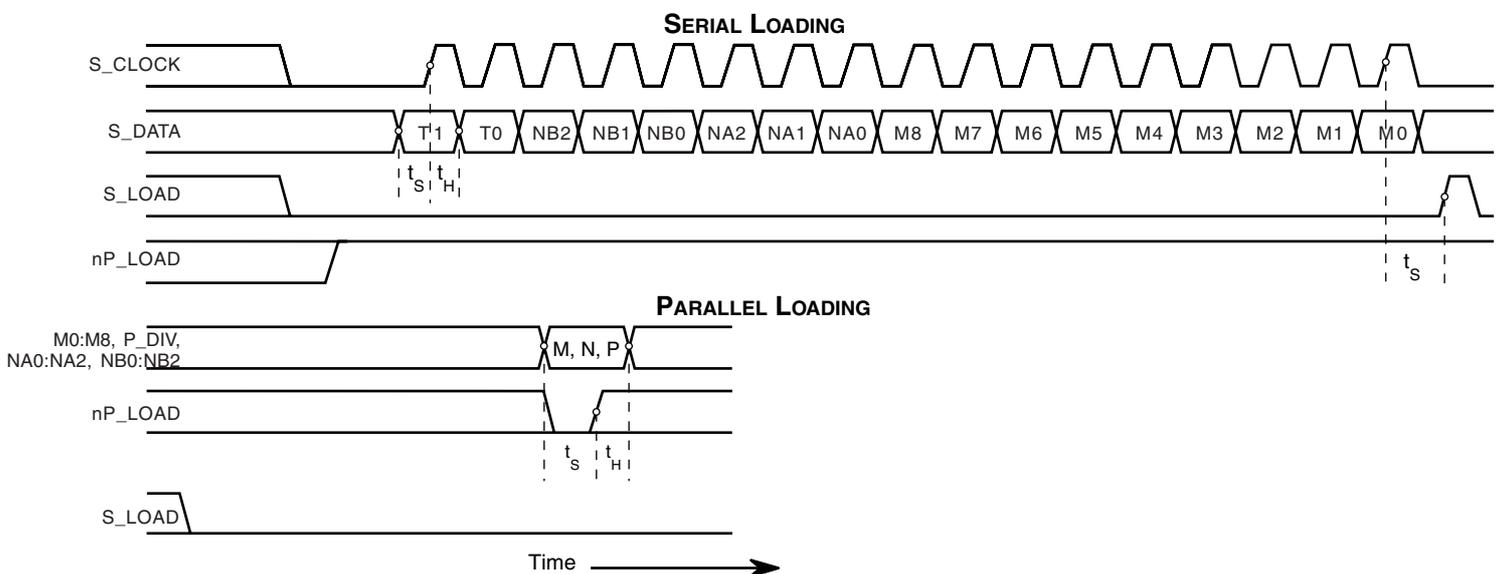 SERIAL LOADING
S_CLOCK
S_DATA
T1 T0 NB2 NB1 NB0 NA2 NA1 NA0 M8 M7 M6 M5 M4 M3 M2 M1 M0
tS tH
S_LOAD
nP_LOAD
tS
PARALLEL LOADING
M0:M8, P_DIV,
NA0:NA2, NB0:NB2
M, N, P
nP_LOAD
tS tH
S_LOAD
Time